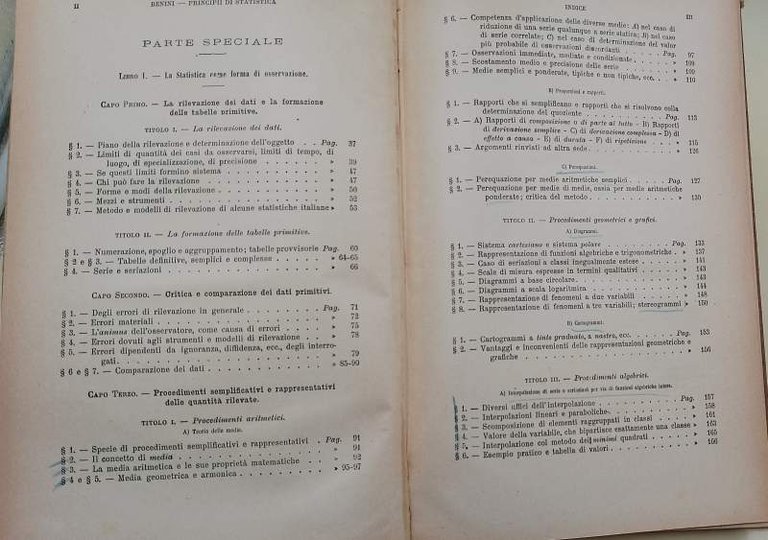 II
BENINI — PRINCIPII DI STATISTICA
PARTE SPECIALE
LIBRO I. — La Statistica come forma di osservazione.
CAPO PRIMO. — La rilevazione dei dati e la formazione
delle tabelle primitive.
TITOLO I. — La rilevazione dei dati.
§ 1. — Piano della rilevazione e determinazione dell'oggetto . . Pag. 37
§ 2. — Limiti di quantità dei casi da osservarsi, limiti di tempo, di
luogo, di specializzazione, di precisione . . . . . . . » 39
§ 3. — Se questi limiti formino sistema . . . . . . . . » 47
§ 4. — Chi può fare la rilevazione . . . . . . . . . » 47
§ 5. — Forme e modi della rilevazione . . . . . . . . » 50
§ 6. — Mezzi e strumenti . . . . . . . . . . . . » 52
§ 7. — Metodo e modelli di rilevazione di alcune statistiche italiane » 53
TITOLO II. — La formazione delle tabelle primitive.
§ 1. — Numerazione, spoglio e aggruppamento; tabelle provvisorie Pag. 60
§ 2 e § 3. — Tabelle definitive, semplici e complesse . . . . . » 64-65
§ 4. — Serie e seriazioni . . . . . . . . . . . . » 66
CAPO SECONDO. — Critica e comparazione dei dati primitivi.
§ 1. — Degli errori di rilevazione in generale . . . . . . Pag. 71
§ 2. — Errori materiali . . . . . . . . . . . . » 73
§ 3. — L'animus dell'osservatore, come causa di errori . . . . » 75
§ 4. — Errori dovuti agli strumenti e modelli di rilevazione . . . » 78
§ 5. — Errori dipendenti da ignoranza, diffidenza, ecc., degli interro-
gati . . . . . . . . . . . . . . . » 79
§ 6 e § 7. — Comparazione dei dati . . . . . . . . . » 85-90
CAPO TERZO. — Procedimenti semplificativi e rappresentativi
delle quantità rilevate.
TITOLO I. — Procedimenti aritmetici.
A) Teoria delle medie.
§ 1. — Specie di procedimenti semplificativi e rappresentativi . Pag. 91
§ 2. — Il concetto di media . . . . . . . . . . . » 91
§ 3. — La media aritmetica e le sue proprietà matematiche . . » 92
§ 4 e § 5. — Media geometrica e armonica . . . . . . . » 95-97
INDICE
III
§ 6. — Competenza d'applicazione delle diverse medie: A) nel caso di
riduzione di una serie qualunque a serie statica; B) nel caso
di serie correlate; C) nel caso di determinazione del valor
più probabile di osservazioni discordanti . . . . . Pag. 97
§ 7. — Osservazioni immediate, mediate e condizionate . . . . » 109
§ 8. — Scostamento medio e precisione delle serie . . . . . » 109
§ 9. — Medie semplici e ponderate, tipiche e non tipiche, ecc. . . » 110
B) Proporzioni e rapporti.
§ 1. — Rapporti che si semplificano e rapporti che si risolvono colla
determinazione del quoziente . . . . . . . . Pag. 113
§ 2. — A) Rapporti di composizione o di parte al tutto - B) Rapporti
di derivazione semplice - C) di derivazione complessa - D) di
effetto a causa - E) di durata - F) di ripetizione . . . » 115
§ 3. — Argomenti rinviati ad altra sede . . . . . . . . » 126
C) Perequazioni.
§ 1. — Perequazione per medie aritmetiche semplici . . . . Pag. 127
§ 2. — Perequazione per medie di medie, ossia per medie aritmetiche
ponderate; critica del metodo . . . . . . . . » 130
TITOLO II. — Procedimenti geometrici e grafici.
A) Diagrammi.
§ 1. — Sistema cartesiano e sistema polare . . . . . . . Pag. 133
§ 2. — Rappresentazione di funzioni algebriche e trigonometriche . » 137
§ 3. — Caso di seriazioni a classi inegualmente estese . . . . » 141
§ 4. — Scale di misura espresse in termini qualitativi . . . . » 143
§ 5. — Diagrammi a base circolare . . . . . . . . . » 143
§ 6. — Diagrammi a scala logaritmica . . . . . . . . » 144
§ 7. — Rappresentazione di fenomeni a due variabili . . . . » 148
§ 8. — Rappresentazione di fenomeni a tre variabili; stereogrammi » 150
B) Cartogrammi.
§ 1. — Cartogrammi a tinte graduate, a nastro, ecc. . . . . Pag. 153
§ 2. — Vantaggi e inconvenienti delle rappresentazioni geometriche e
grafiche . . . . . . . . . . . . . . » 156
TITOLO III. — Procedimenti algebrici.
A) Interpolazione di serie o seriazioni per via di funzioni algebriche intere.
§ 1. — Diversi uffici dell'interpolazione . . . . . . . . Pag. 157
§ 2. — Interpolazioni lineari e paraboliche . . . . . . . » 158
§ 3. — Scomposizione di elementi raggruppati in classi . . . . » 161
§ 4. — Valore della variabile, che bipartisce esattamente una classe » 163
§ 5. — Interpolazione col metodo dei minimi quadrati . . . . » 165
§ 6. — Esempio pratico e tabella di valori . . . . . . . » 166